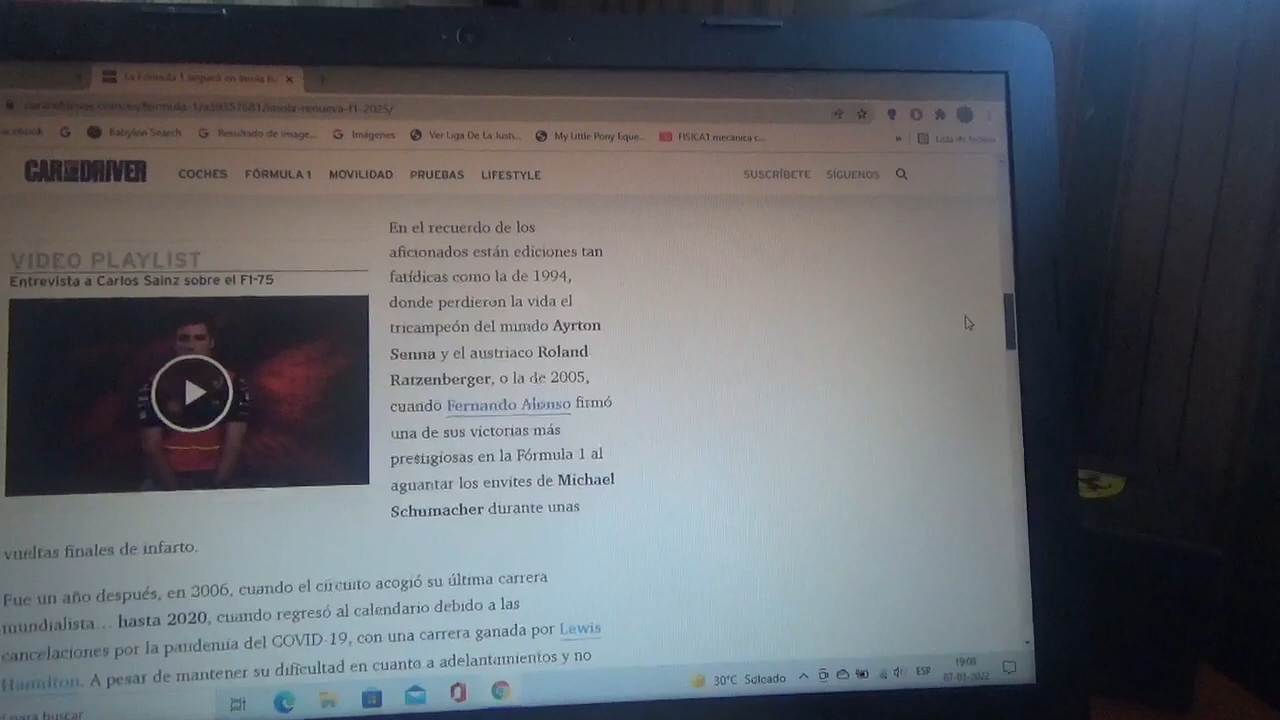 La Fórmula 1 seguirá en Imola
caranddriver.com/es/formula-1/a39357681/imola-renueva-f1-2025/
Babylon Search
Resultado de image...
Imágenes
Ver Liga De La Justi...
My Little Pony Eque...
FISICA1 mecanica c...
Lista de lectura
CAR AND DRIVER
COCHES FÓRMULA 1 MOVILIDAD PRUEBAS LIFESTYLE
SUSCRÍBETE SÍGUENOS
VIDEO PLAYLIST
Entrevista a Carlos Sainz sobre el F1-75
En el recuerdo de los
aficionados están ediciones tan
fatídicas como la de 1994,
donde perdieron la vida el
tricampeón del mundo Ayrton
Senna y el austriaco Roland
Ratzenberger, o la de 2005,
cuando Fernando Alonso firmó
una de sus victorias más
prestigiosas en la Fórmula 1 al
aguantar los envites de Michael
Schumacher durante unas
vueltas finales de infarto.
Fue un año después, en 2006, cuando el circuito acogió su última carrera
mundialista... hasta 2020, cuando regresó al calendario debido a las
cancelaciones por la pandemia del COVID-19, con una carrera ganada por Lewis
Hamilton. A pesar de mantener su dificultad en cuanto a adelantamientos y no
para buscar
30°C Soleado
ESP
19:08